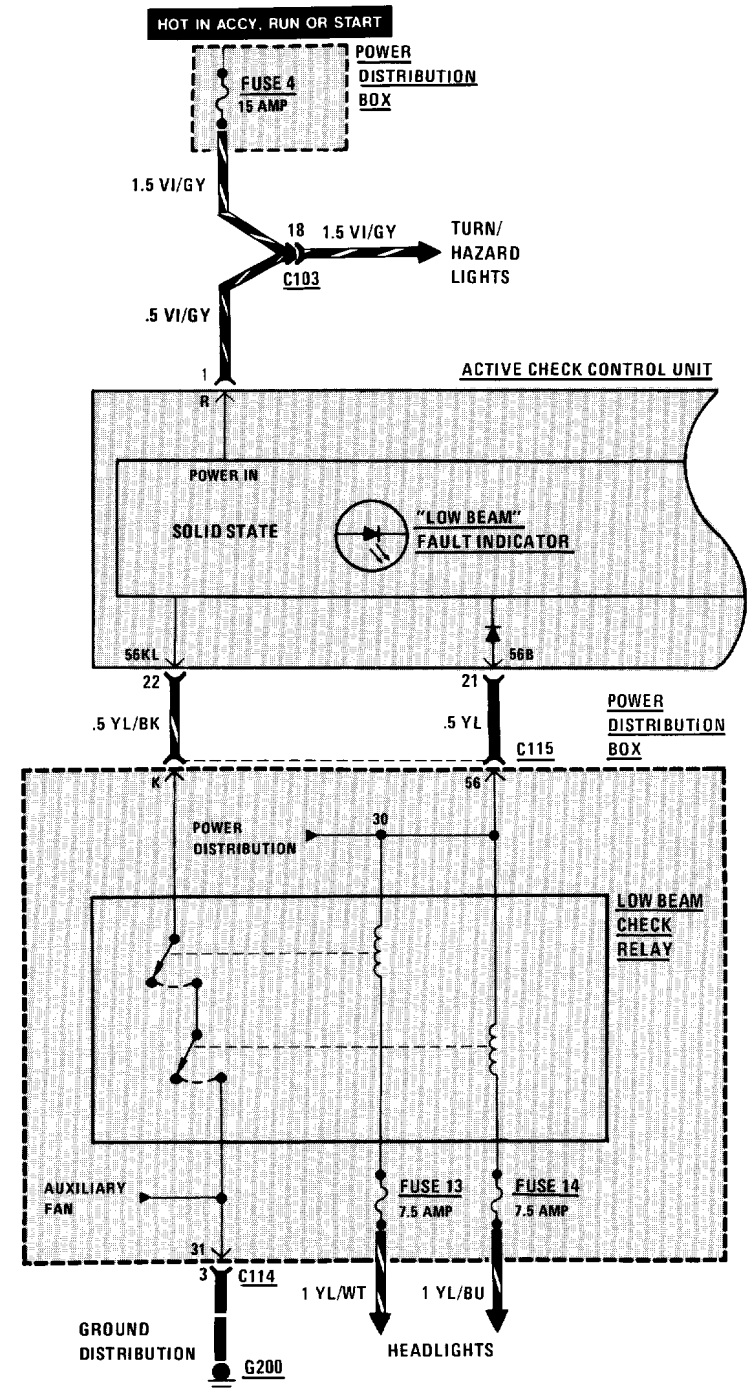 HOT IN ACCY, RUN OR START
POWER
DISTRIBUTION
BOX
FUSE 4
15 AMP
1.5 VI/GY
18
1.5 VI/GY
TURN/
HAZARD
LIGHTS
C103
.5 VI/GY
1
ACTIVE CHECK CONTROL UNIT
R
POWER IN
SOLID STATE
"LOW BEAM"
FAULT INDICATOR
56KL
56B
22
21
.5 YL/BK
.5 YL
POWER
DISTRIBUTION
BOX
C115
K
56
POWER
DISTRIBUTION
30
LOW BEAM
CHECK
RELAY
AUXILIARY
FAN
FUSE 13
7.5 AMP
FUSE 14
7.5 AMP
31
3
C114
1 YL/WT
1 YL/BU
GROUND
DISTRIBUTION
HEADLIGHTS
G200